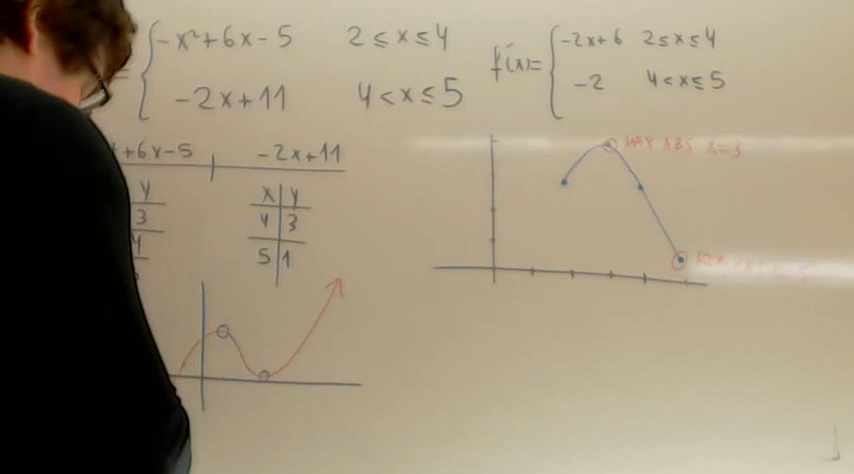 = { -x²+6x-5 2≤x≤4
-2x+11 4<x≤5
f'(x)= { -2x+6 2≤x≤4
-2 4<x≤5
+6x-5 | -2x+11
y
3
4
x y
4 3
5 1
MAX ABS x=3